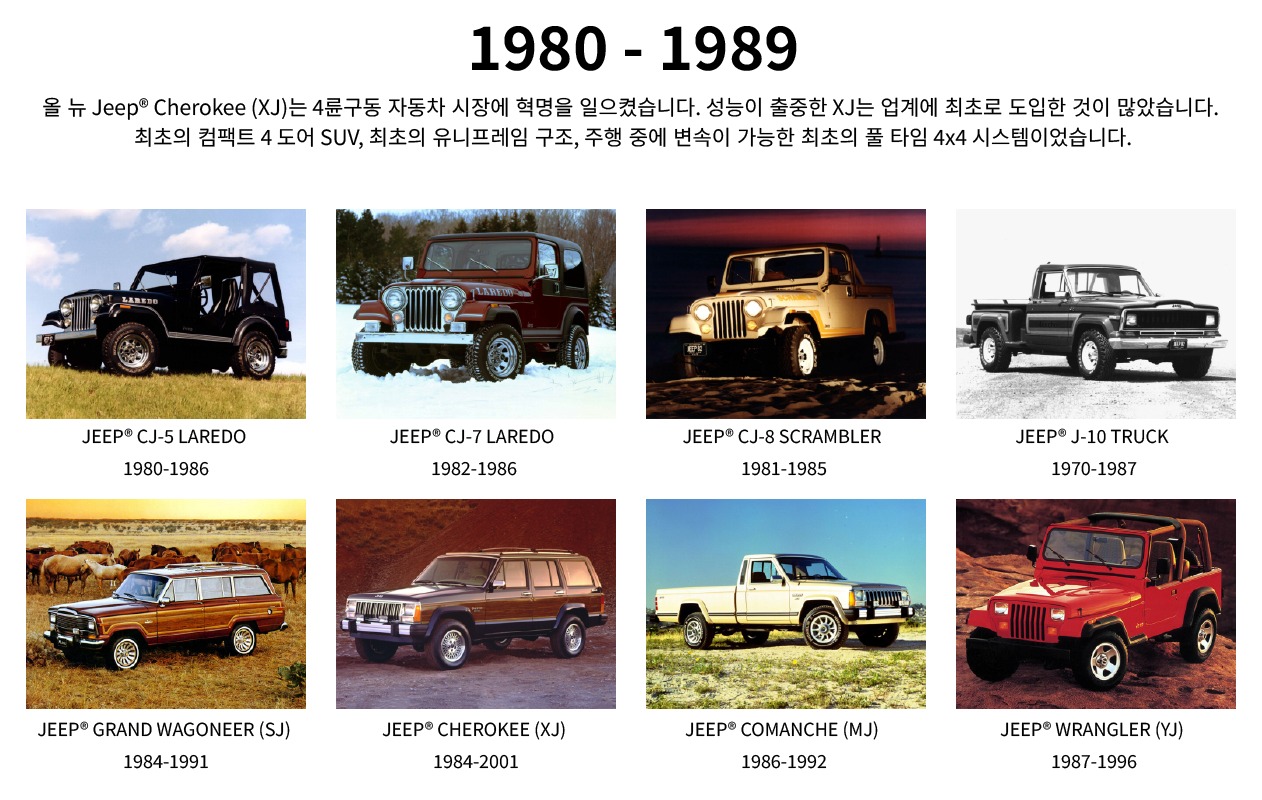 1980 - 1989
올 뉴 Jeep® Cherokee (XJ)는 4륜구동 자동차 시장에 혁명을 일으켰습니다. 성능이 출중한 XJ는 업계에 최초로 도입한 것이 많았습니다.
최초의 컴팩트 4 도어 SUV, 최초의 유니프레임 구조, 주행 중에 변속이 가능한 최초의 풀 타임 4x4 시스템이었습니다.
LAREDO
LAREDO
JEEP® CJ-5 LAREDO
JEEP® CJ-7 LAREDO
JEEP® CJ-8 SCRAMBLER
JEEP® J-10 TRUCK
1980-1986
1982-1986
1981-1985
1970-1987
JEEP® GRAND WAGONEER (SJ)
JEEP® CHEROKEE (XJ)
JEEP® COMANCHE (MJ)
JEEP® WRANGLER (YJ)
1984-1991
1984-2001
1986-1992
1987-1996